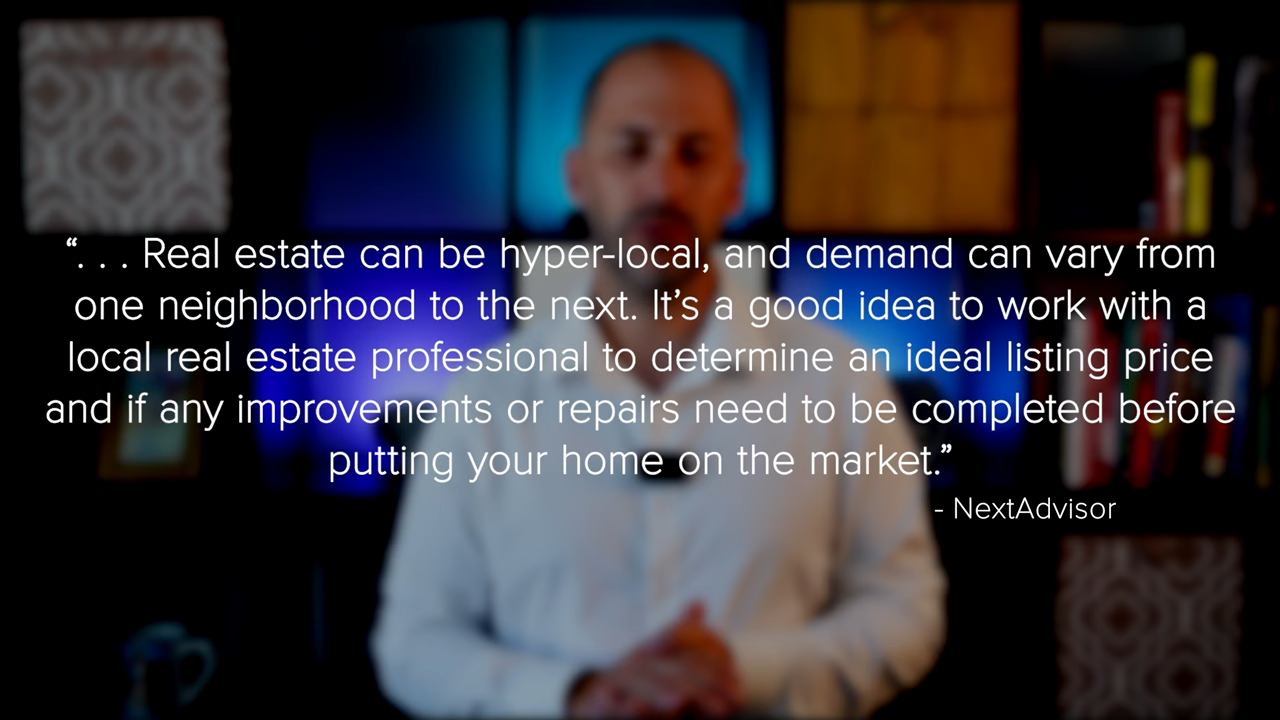 “. . . Real estate can be hyper-local, and demand can vary from
one neighborhood to the next. It’s a good idea to work with a
local real estate professional to determine an ideal listing price
and if any improvements or repairs need to be completed before
putting your home on the market.”
- NextAdvisor